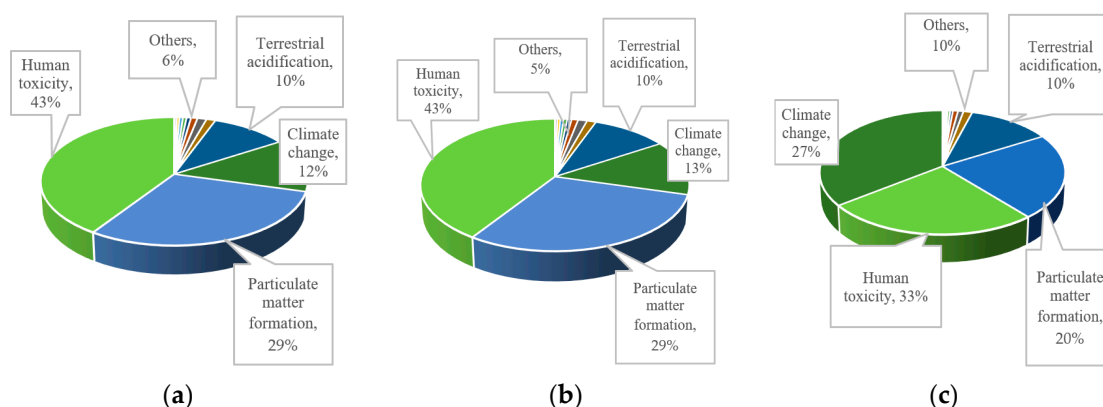 Human
toxicity,
43%
Others,
6%
Terrestrial
acidification,
10%
Climate
change,
12%
Particulate
matter
formation,
29%
(a)
Human
toxicity,
43%
Others,
5%
Terrestrial
acidification,
10%
Climate
change,
13%
Particulate
matter
formation,
29%
(b)
Climate
change,
27%
Others,
10%
Terrestrial
acidification,
10%
Human
toxicity, 33%
Particulate
matter
formation,
20%
(c)